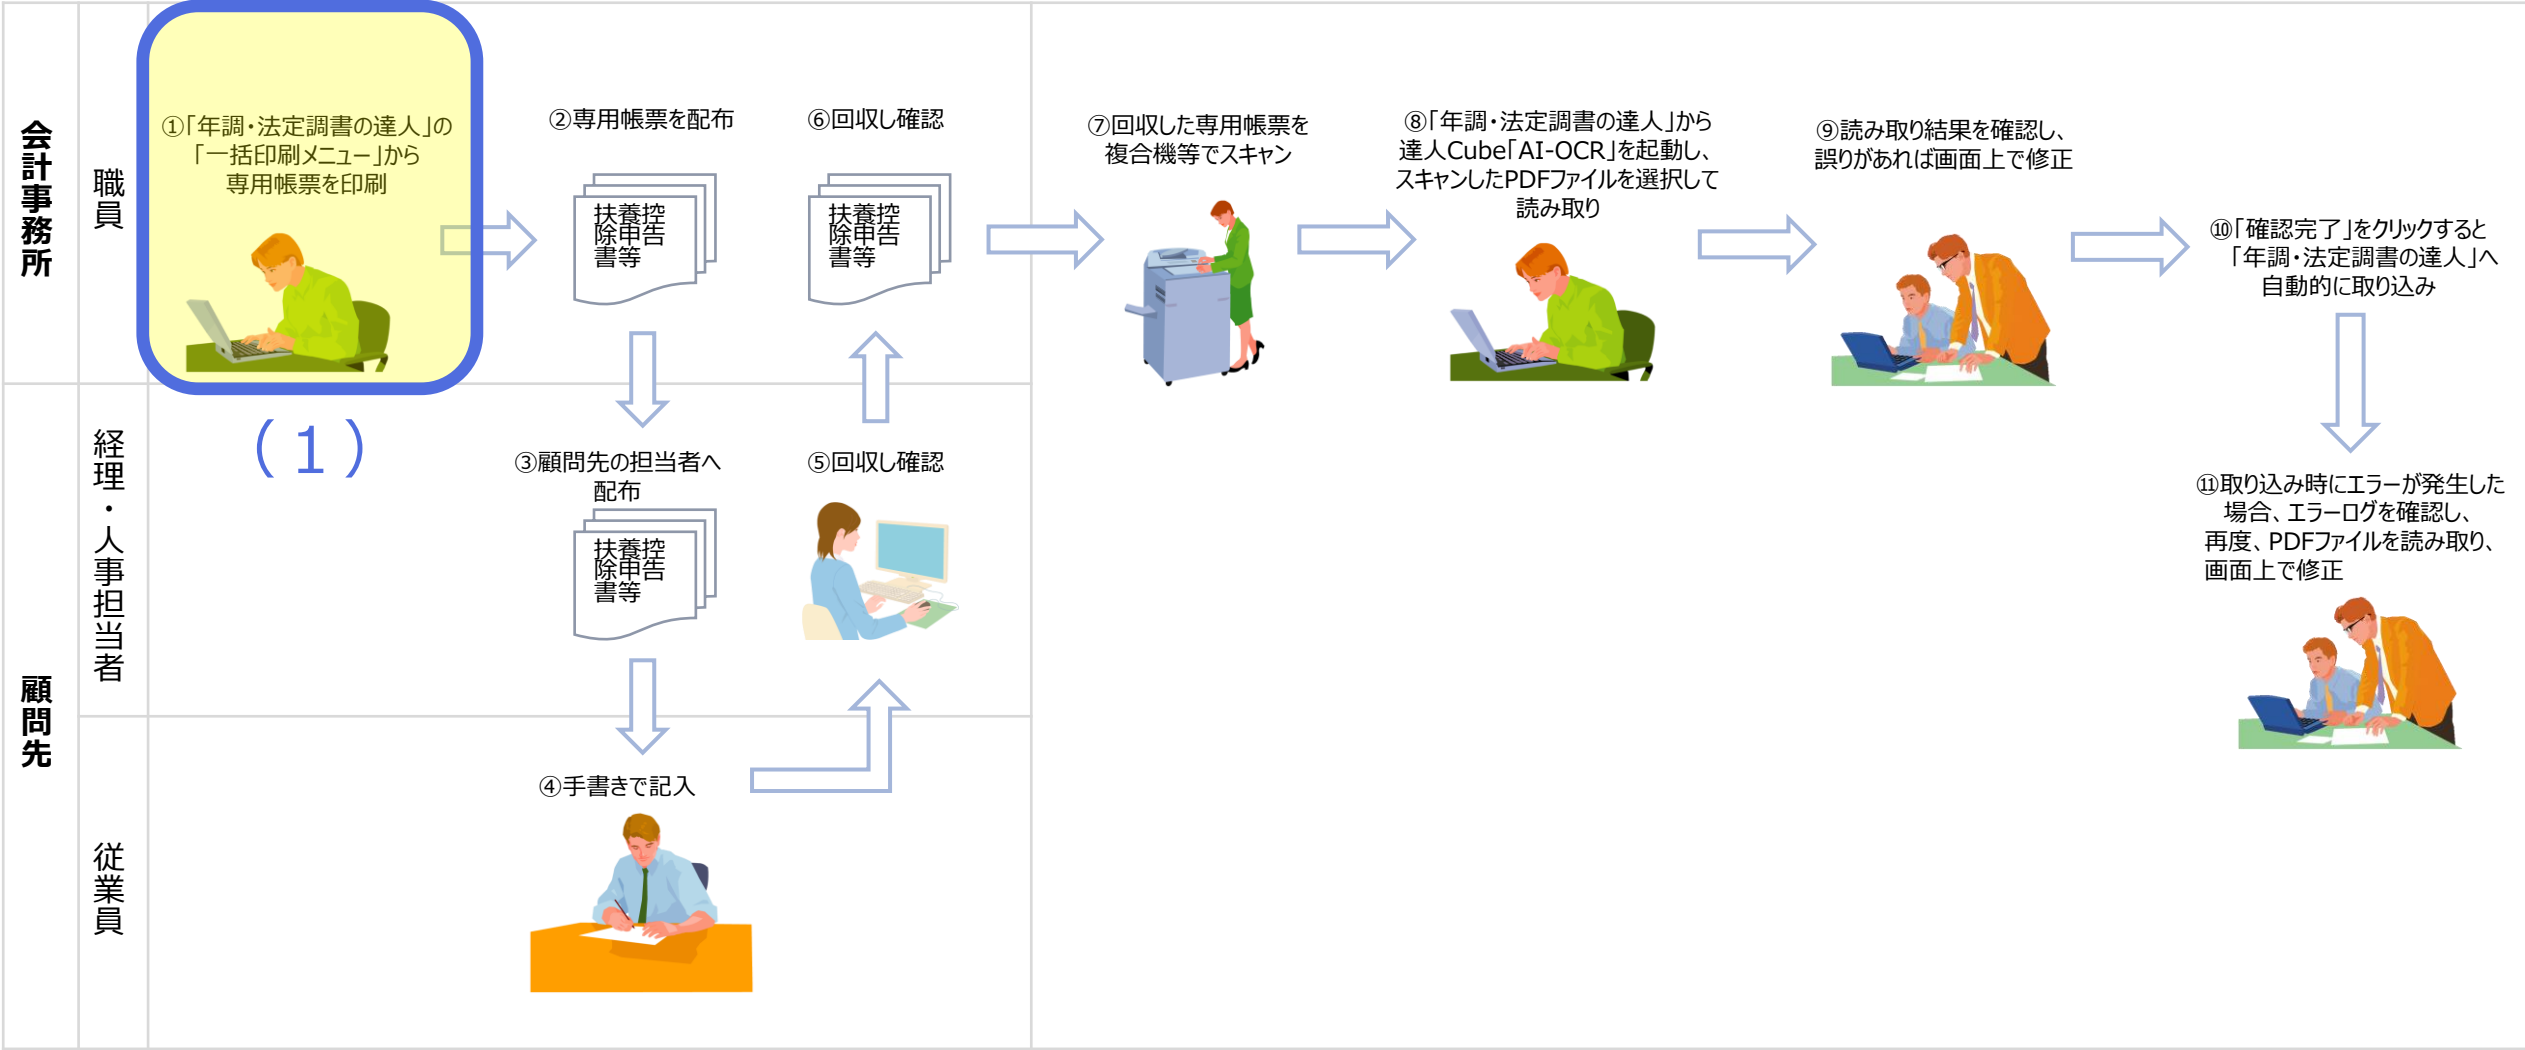 会計事務所
職員
①「年調・法定調書の達人」の
「一括印刷メニュー」から
専用帳票を印刷
（1）
②専用帳票を配布
扶養控
除申告
書等
③顧問先の担当者へ
配布
扶養控
除申告
書等
④手書きで記入
⑤回収し確認
⑥回収し確認
扶養控
除申告
書等
⑦回収した専用帳票を
複合機等でスキャン
⑧「年調・法定調書の達人」から
達人Cube「AI-OCR」を起動し、
スキャンしたPDFファイルを選択して
読み取り
⑨読み取り結果を確認し、
誤りがあれば画面上で修正
⑩「確認完了」をクリックすると
「年調・法定調書の達人」へ
自動的に取り込み
⑪取り込み時にエラーが発生した
場合、エラーログを確認し、
再度、PDFファイルを読み取り、
画面上で修正
顧問先
経理・人事担当者
従業員